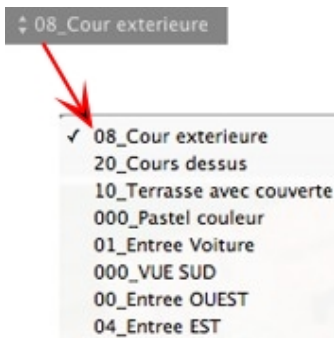 08_Cour exterieure
✓ 08_Cour exterieure
20_Cours dessus
10_Terrasse avec couverte
000_Pastel couleur
01_Entree Voiture
000_VUE SUD
00_Entree OUEST
04_Entree EST